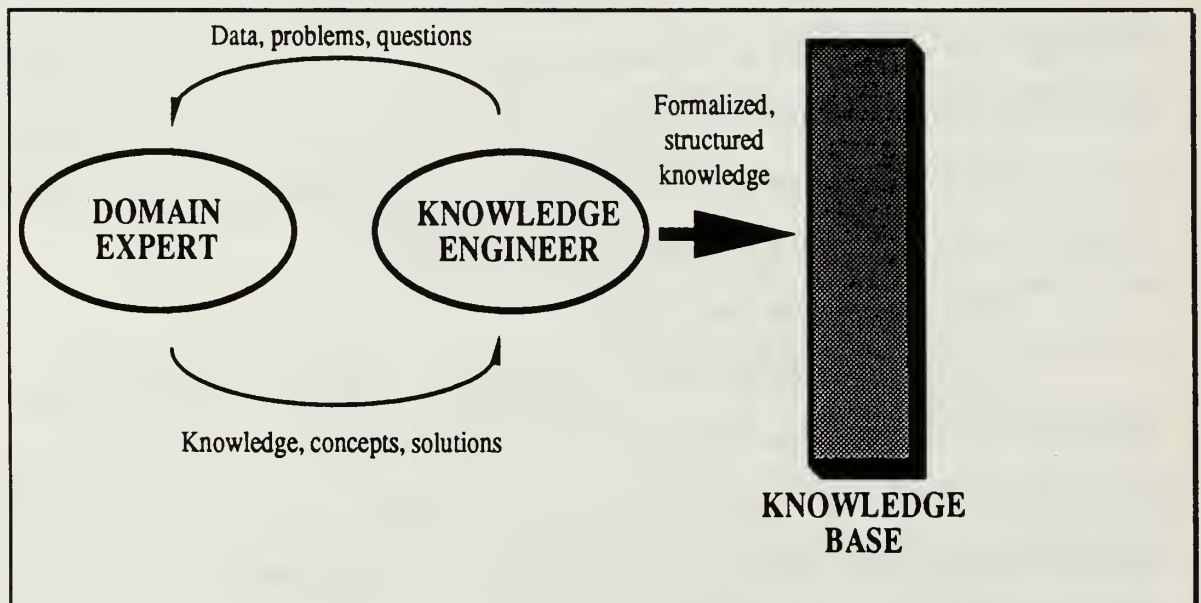 Data, problems, questions
Formalized,
structured
knowledge
DOMAIN
EXPERT
KNOWLEDGE
ENGINEER
Knowledge, concepts, solutions
KNOWLEDGE
BASE